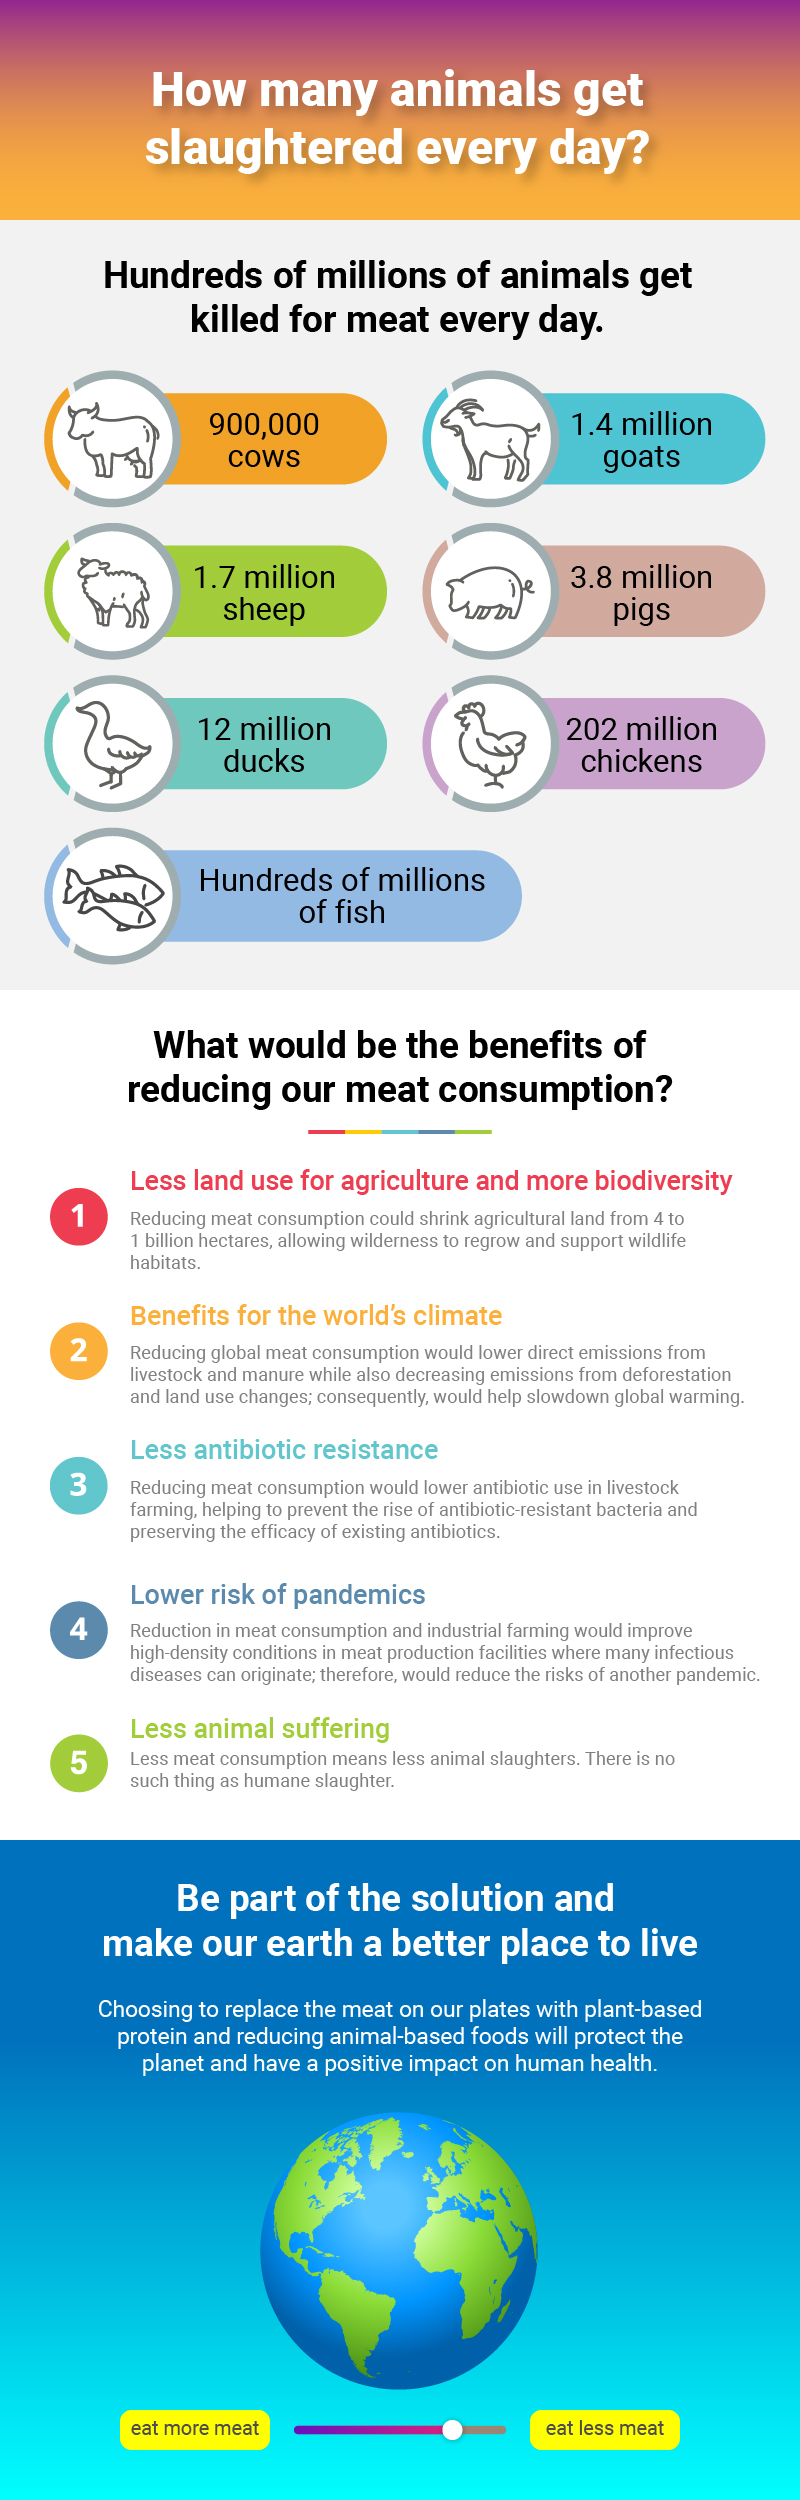 How many animals get
slaughtered every day?
Hundreds of millions of animals get
killed for meat every day.
900,000
cows
1.4 million
goats
1.7 million
sheep
3.8 million
pigs
12 million
ducks
202 million
chickens
Hundreds of millions
of fish
What would be the benefits of
reducing our meat consumption?
1
Less land use for agriculture and more biodiversity
Reducing meat consumption could shrink agricultural land from 4 to
1 billion hectares, allowing wilderness to regrow and support wildlife
habitats.
2
Benefits for the world's climate
Reducing global meat consumption would lower direct emissions from
livestock and manure while also decreasing emissions from deforestation
and land use changes; consequently, would help slowdown global warming.
3
Less antibiotic resistance
Reducing meat consumption would lower antibiotic use in livestock
farming, helping to prevent the rise of antibiotic-resistant bacteria and
preserving the efficacy of existing antibiotics.
4
Lower risk of pandemics
Reduction in meat consumption and industrial farming would improve
high-density conditions in meat production facilities where many infectious
diseases can originate; therefore, would reduce the risks of another pandemic.
5
Less animal suffering
Less meat consumption means less animal slaughters. There is no
such thing as humane slaughter.
Be part of the solution and
make our earth a better place to live
Choosing to replace the meat on our plates with plant-based
protein and reducing animal-based foods will protect the
planet and have a positive impact on human health.
eat more meat
eat less meat